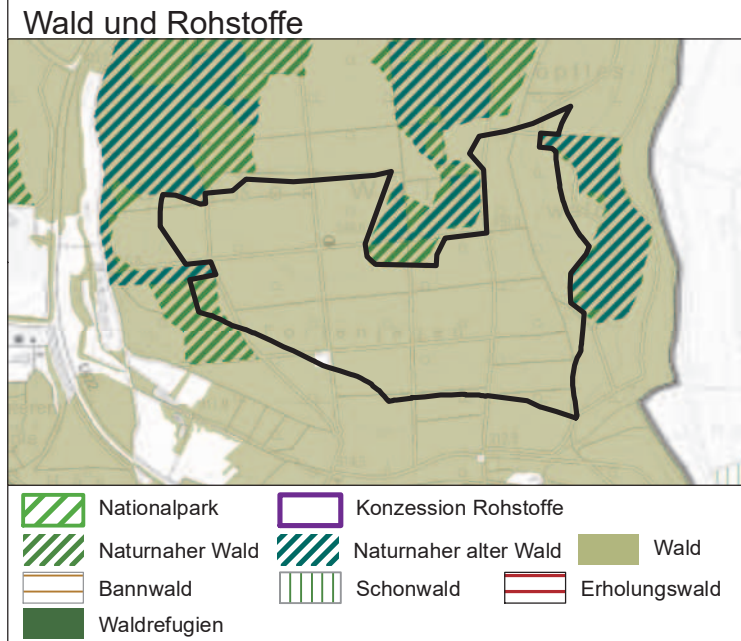 Wald und Rohstoffe
Nationalpark
Konzession Rohstoffe
Naturnaher Wald
Naturnaher alter Wald
Wald
Bannwald
Schonwald
Erholungswald
Waldrefugien